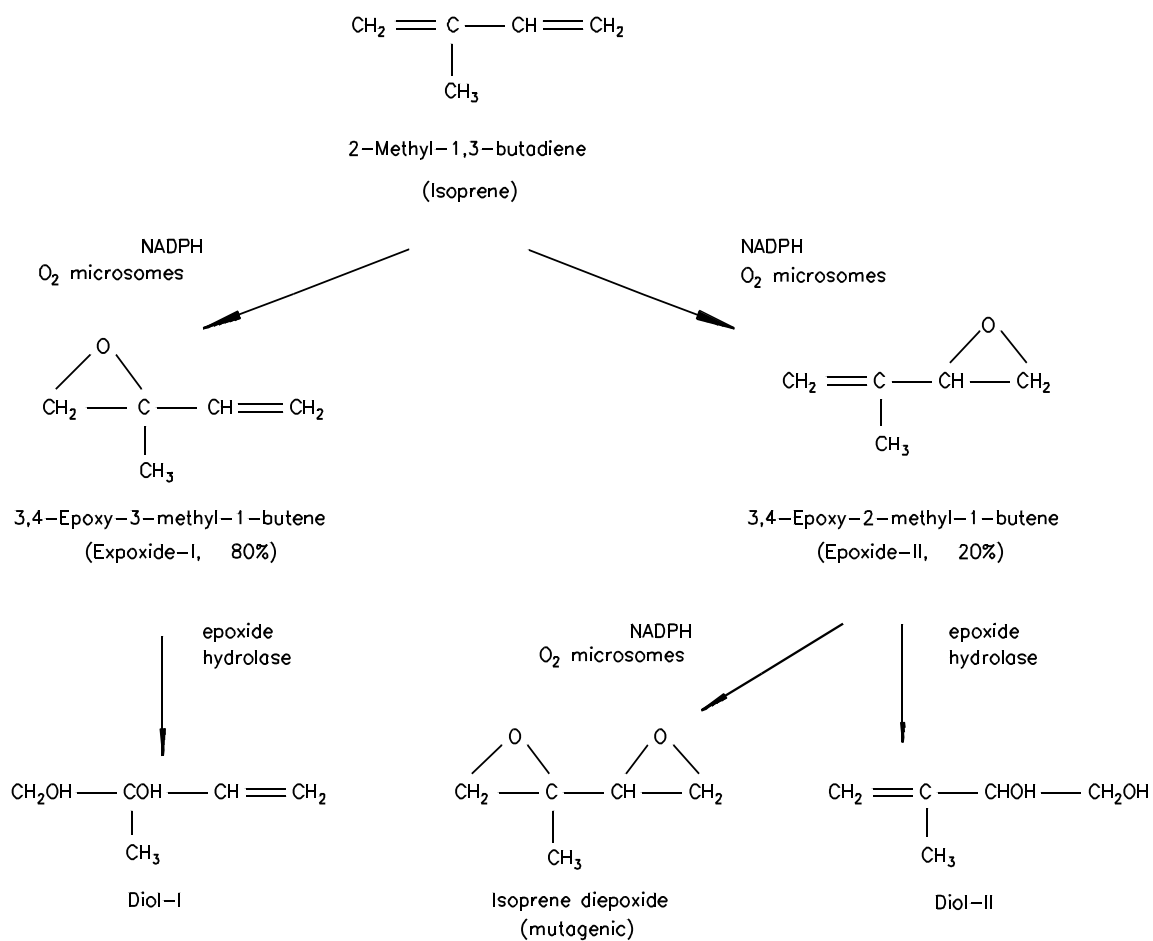 CH2 C CH CH2
CH3
2-Methyl-1,3-butadiene
(Isoprene)
NADPH
O2 microsomes
NADPH
O2 microsomes
O
CH2 C CH CH2
CH3
O
CH2 C CH CH2
CH3
3,4-Epoxy-3-methyl-1-butene
(Expoxide-I, 80%)
3,4-Epoxy-2-methyl-1-butene
(Epoxide-II, 20%)
epoxide
hydrolase
NADPH
O2 microsomes
epoxide
hydrolase
CH2OH COH CH CH2
CH3
Diol-I
O O
CH2 C CH CH2
CH3
Isoprene diepoxide
(mutagenic)
CH2 C CHOH CH2OH
CH3
Diol-II